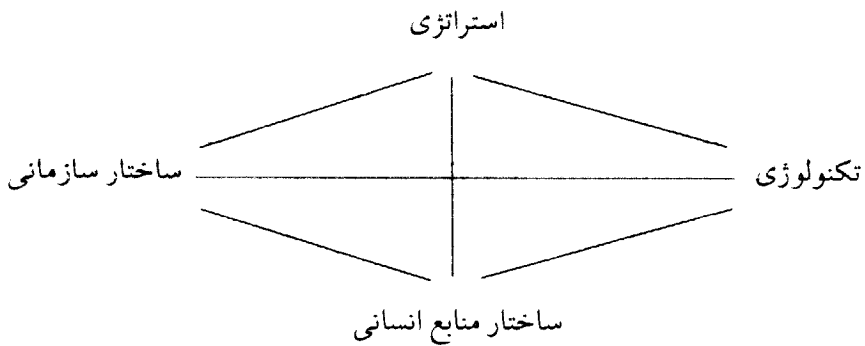 استراتژی
تکنولوژی
ساختار سازمانی
ساختار منابع انسانی